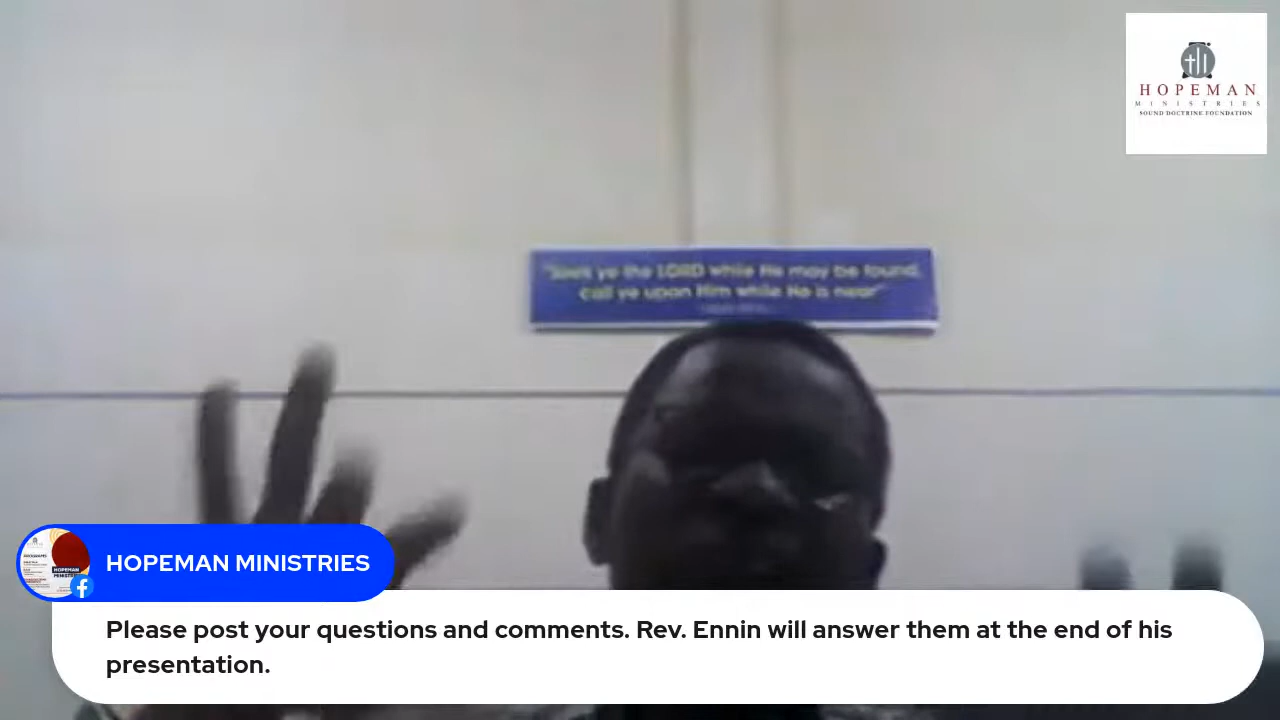 HOPEMAN
MINISTRIES
SOUND DOCTRINE FOUNDATION
"Seek ye the LORD while He may be found,
call ye upon Him while He is near"
HOPEMAN MINISTRIES
Please post your questions and comments. Rev. Ennin will answer them at the end of his
presentation.